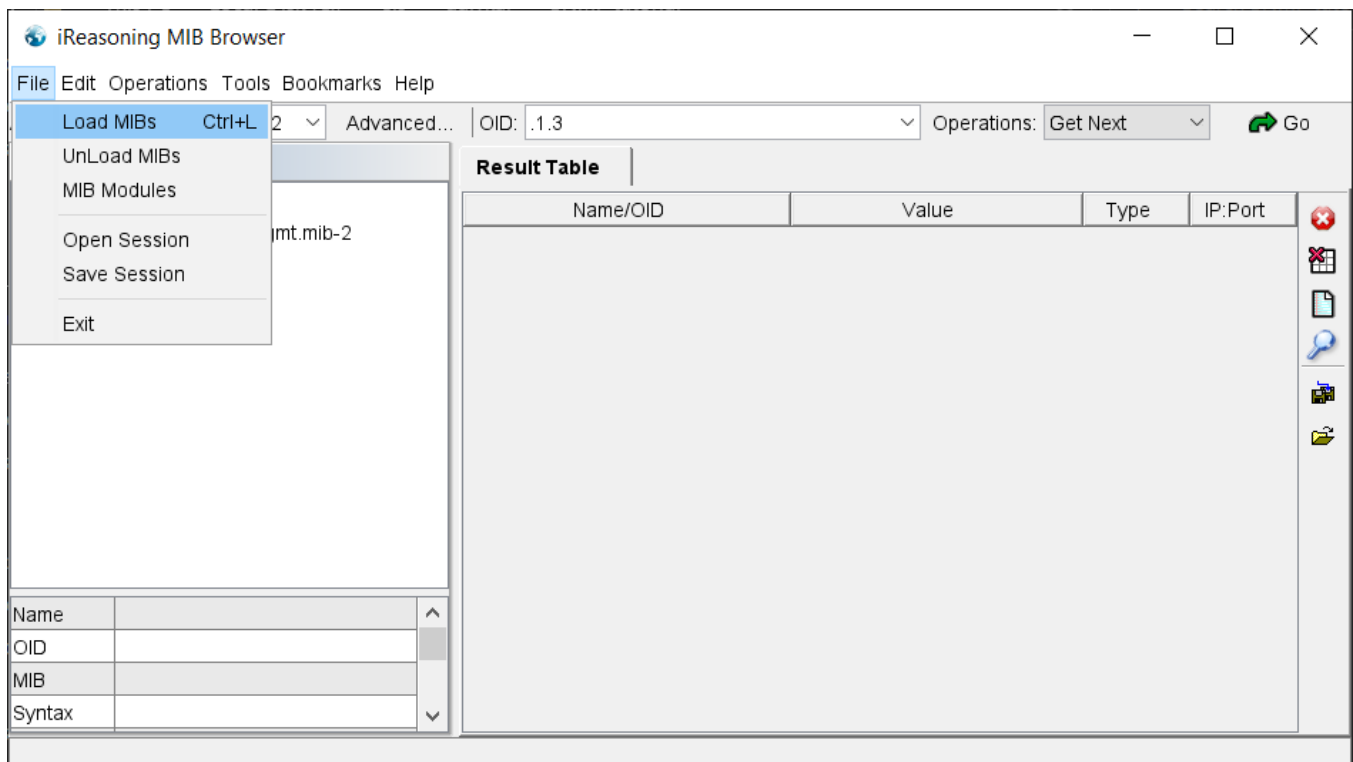 iReasoning MIB Browser
File Edit Operations Tools Bookmarks Help
Load MIBs Ctrl+L
2 Advanced... OID: .1.3 Operations: Get Next Go
UnLoad MIBs
MIB Modules
Open Session
Save Session
Exit
mt.mib-2
Result Table
Name/OID Value Type IP:Port
Name
OID
MIB
Syntax